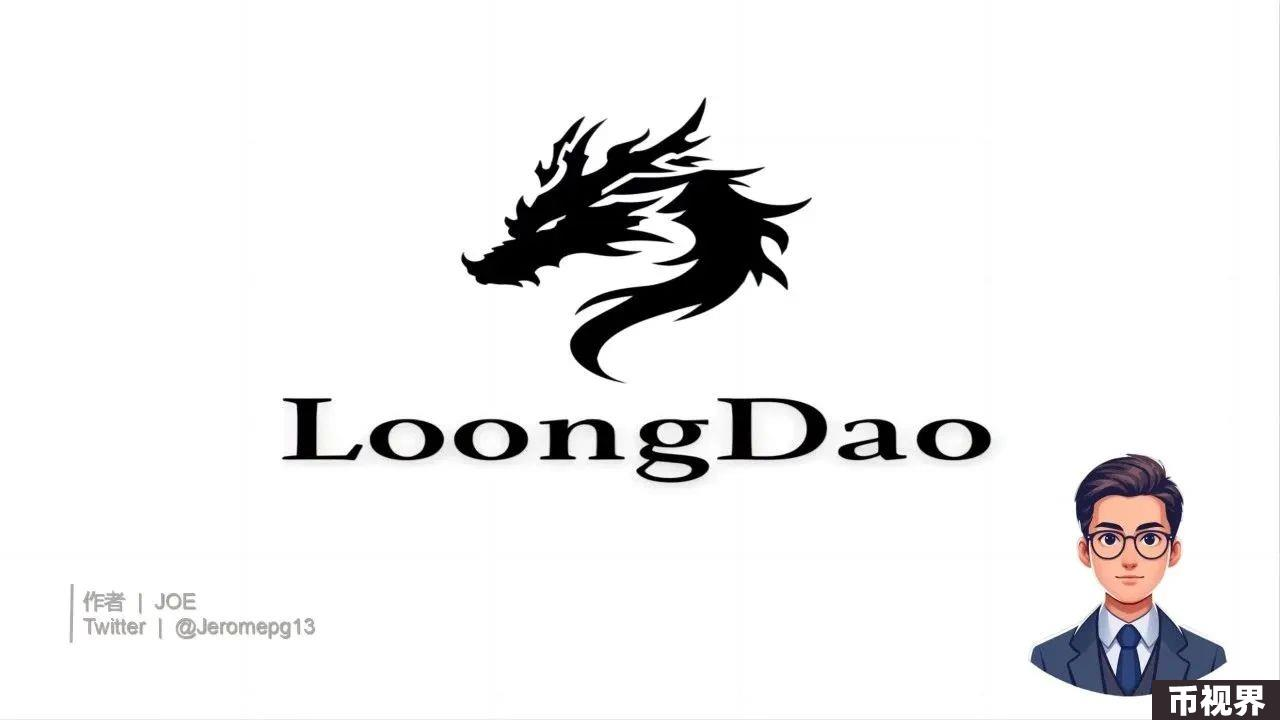 LoongDao
作者 | JOE
Twitter | @Jeromepg13
币视界